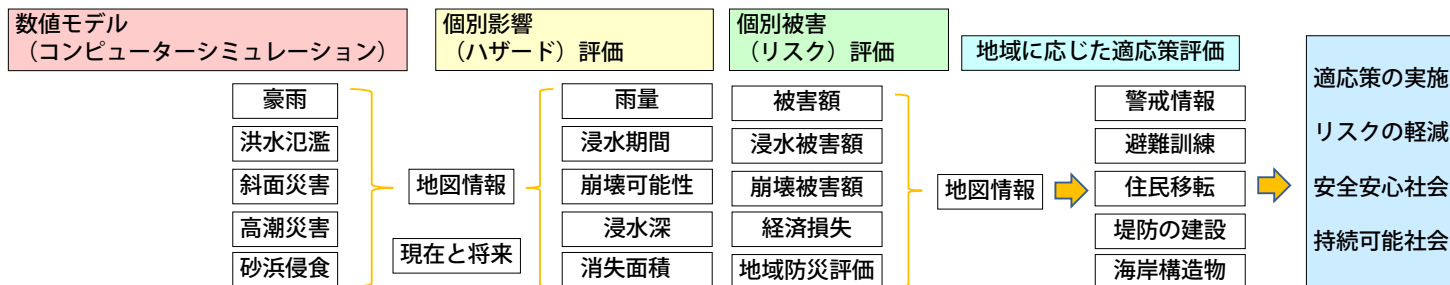 数値モデル
（コンピューターシミュレーション）
個別影響
（ハザード）評価
個別被害
（リスク）評価
地域に応じた適応策評価
豪雨
洪水氾濫
斜面災害
高潮災害
砂浜侵食
地図情報
現在と将来
雨量
浸水期間
崩壊可能性
浸水深
消失面積
被害額
浸水被害額
崩壊被害額
経済損失
地域防災評価
地図情報
警戒情報
避難訓練
住民移転
堤防の建設
海岸構造物
適応策の実施
リスクの軽減
安全安心社会
持続可能社会